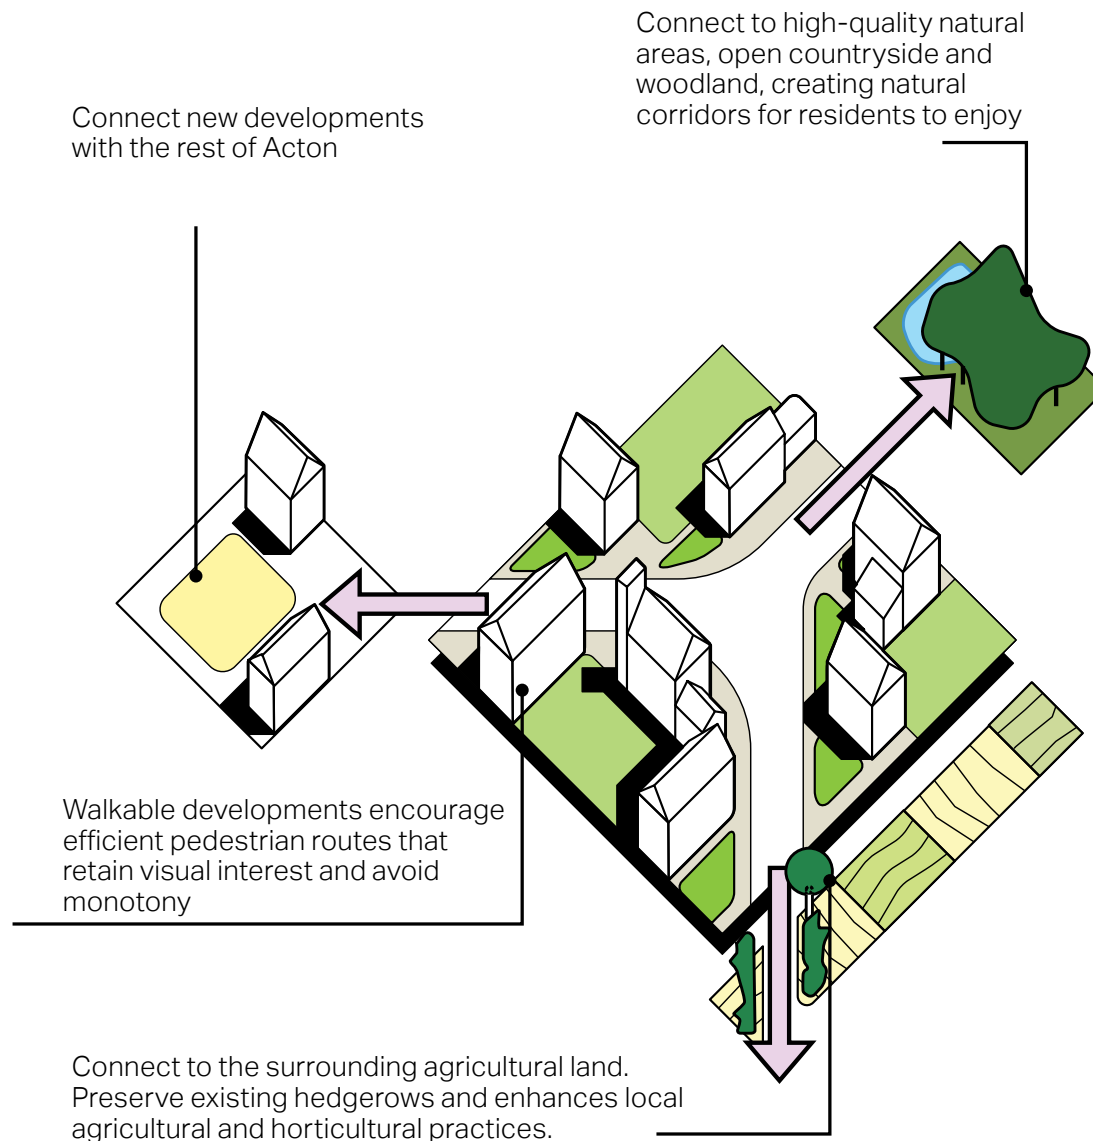 Connect to high-quality natural
areas, open countryside and
woodland, creating natural
corridors for residents to enjoy
Connect new developments
with the rest of Acton
Walkable developments encourage
efficient pedestrian routes that
retain visual interest and avoid
monotony
Connect to the surrounding agricultural land.
Preserve existing hedgerows and enhances local
agricultural and horticultural practices.